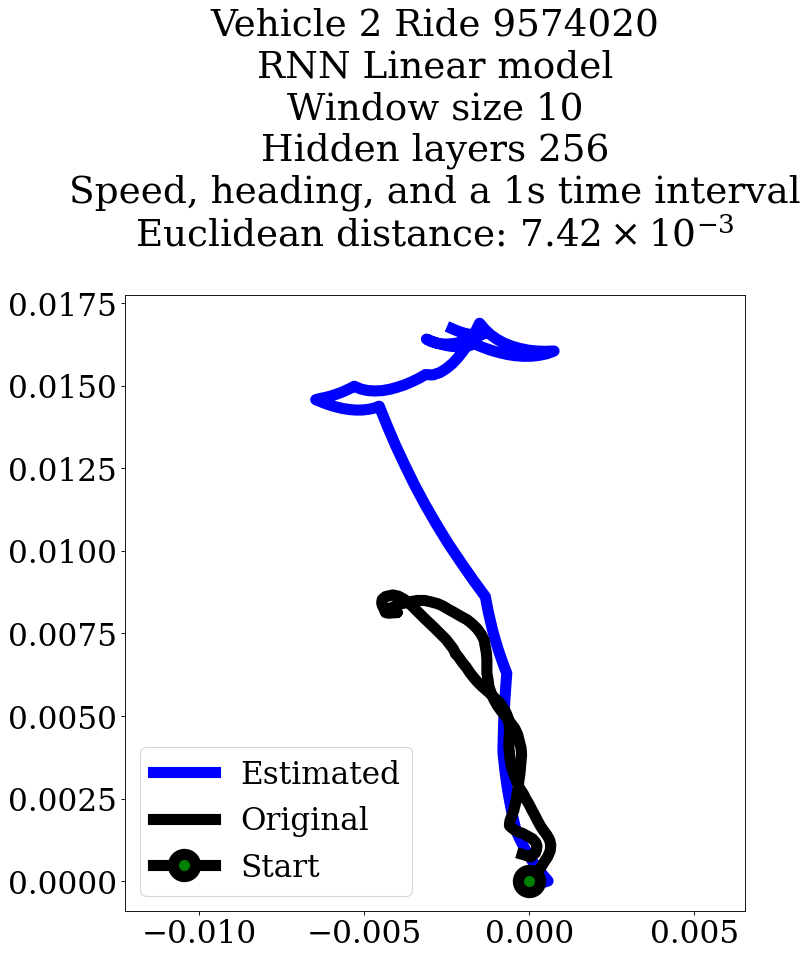 Vehicle 2 Ride 9574020
RNN Linear model
Window size 10
Hidden layers 256
Speed, heading, and a 1s time interval
Euclidean distance: 7.42 × 10⁻³
0.0175
0.0150
0.0125
0.0100
0.0075
0.0050
0.0025
0.0000
Estimated
Original
Start
−0.010
−0.005
0.000
0.005